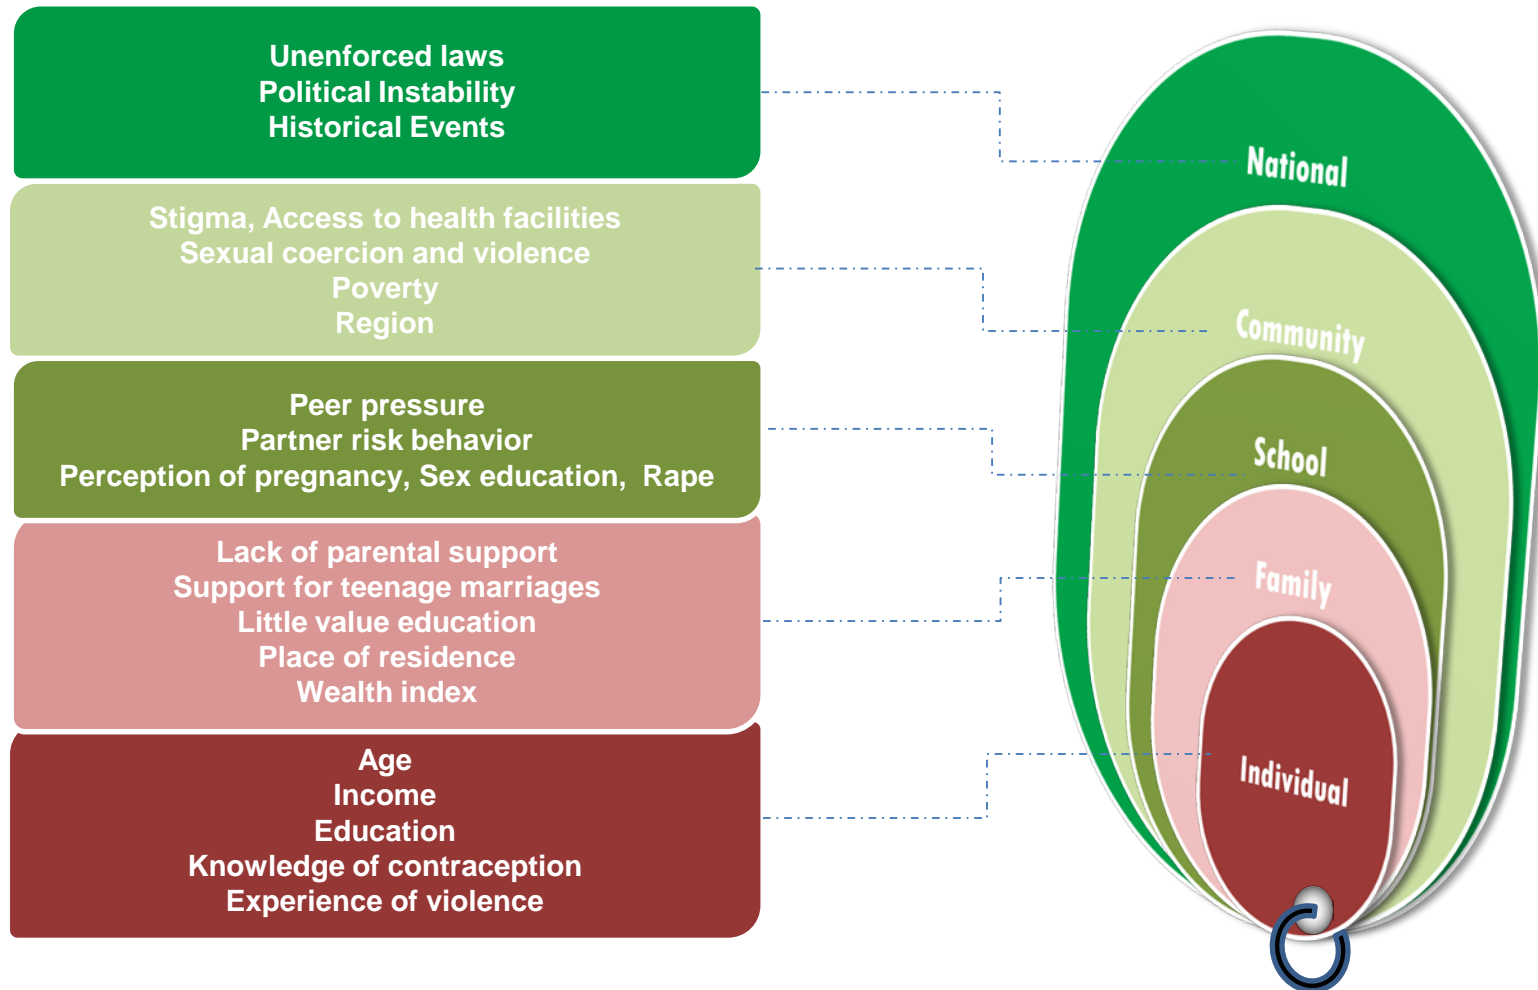 Unenforced laws
Political Instability
Historical Events
Stigma, Access to health facilities
Sexual coercion and violence
Poverty
Region
Peer pressure
Partner risk behavior
Perception of pregnancy, Sex education,  Rape
Lack of parental support
Support for teenage marriages
Little value education
Place of residence
Wealth index
Age
Income
Education
Knowledge of contraception
Experience of violence
National
Community
School
Family
Individual